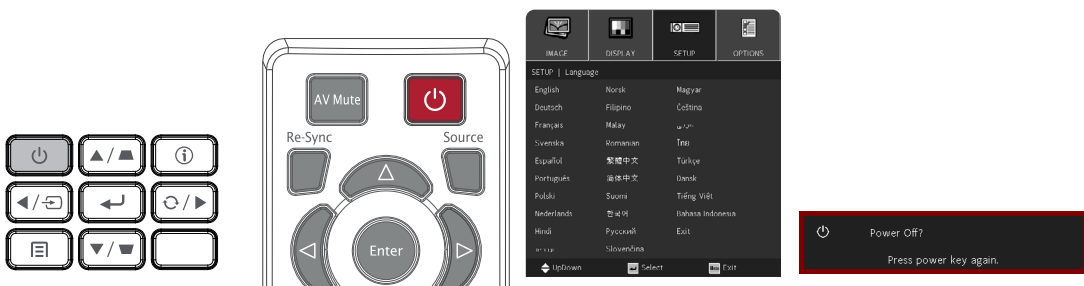 AV Mute
Re-Sync
Source
Enter
IMAGE DISPLAY SETUP OPTIONS
SETUP | Language
English Norsk Magyar
Deutsch Filipino Čeština
Français Malay
Svenska Romanian ไทย
Español 繁體中文 Türkçe
Português 简体中文 Dansk
Polski Suomi Tiếng Việt
Nederlands 한국어 Bahasa Indonesia
Hindi Русский Exit
Slovenčina
UpDown Select Exit
Power Off?
Press power key again.